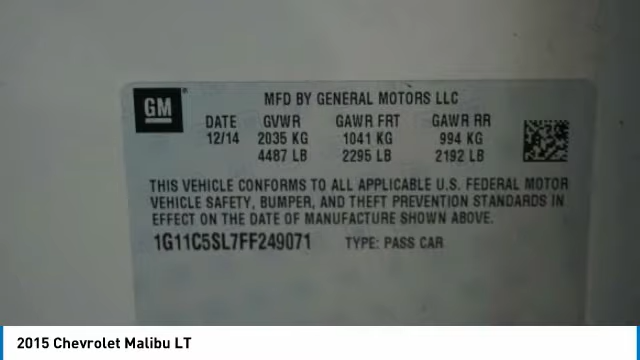 GM
MFD BY GENERAL MOTORS LLC
DATE GVWR GAWR FRT GAWR RR
12/14 2035 KG 1041 KG 994 KG
4487 LB 2295 LB 2192 LB
THIS VEHICLE CONFORMS TO ALL APPLICABLE U.S. FEDERAL MOTOR
VEHICLE SAFETY, BUMPER, AND THEFT PREVENTION STANDARDS IN
EFFECT ON THE DATE OF MANUFACTURE SHOWN ABOVE.
1G11C5SL7FF249071 TYPE: PASS CAR
2015 Chevrolet Malibu LT